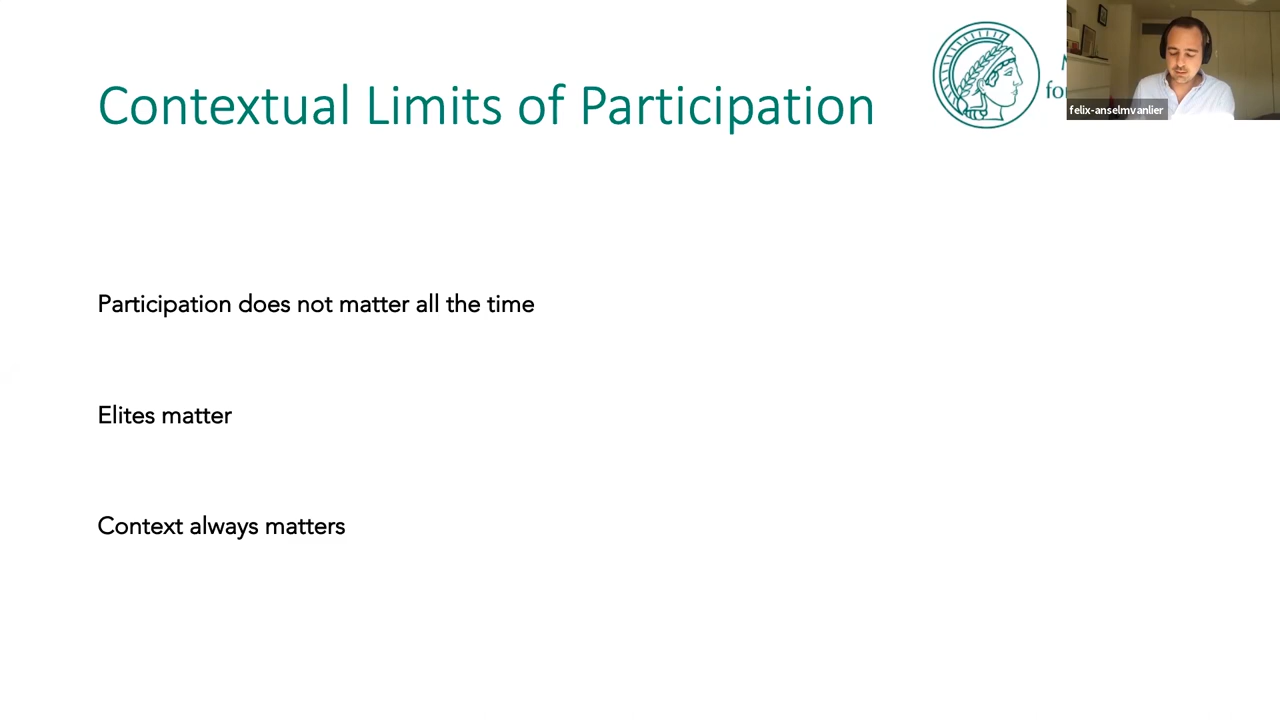 Contextual Limits of Participation
felix-anselmvanlier
Participation does not matter all the time
Elites matter
Context always matters